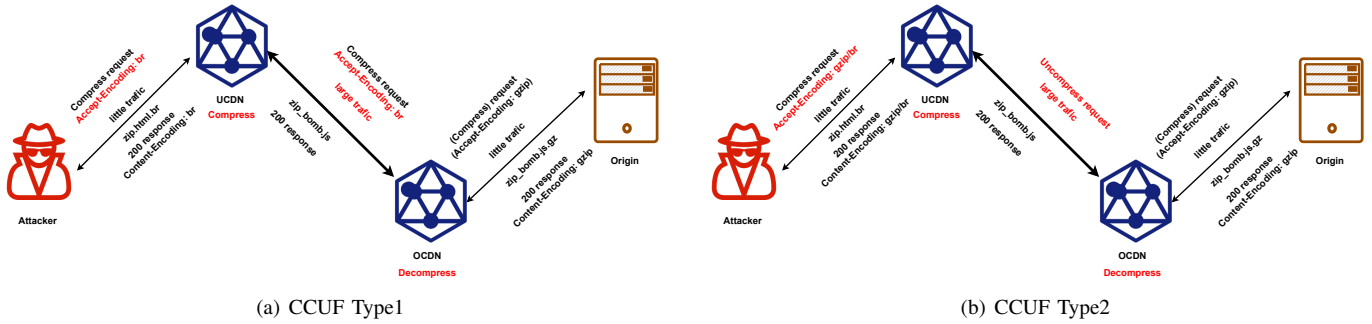 Compress request
Accept-Encoding: br
little trafic
zip.html.br
200 response
Content-Encoding: br
Attacker
UCDN
Compress
Compress request
Accept-Encoding: br
large trafic
zip_bomb.js
200 response
OCDN
Decompress
(Compress) request
(Accept-Encoding: gzip)
little trafic
zip_bomb.js.gz
200 response
Content-Encoding: gzip
Origin
(a) CCUF Type1
Compress request
Accept-Encoding: gzip/br
little trafic
zip.html.br
200 response
Content-Encoding: gzip/br
Attacker
UCDN
Compress
Uncompress request
large trafic
zip_bomb.js
200 response
OCDN
Decompress
(Compress) request
(Accept-Encoding: gzip)
little trafic
zip_bomb.js.gz
200 response
Content-Encoding: gzip
Origin
(b) CCUF Type2